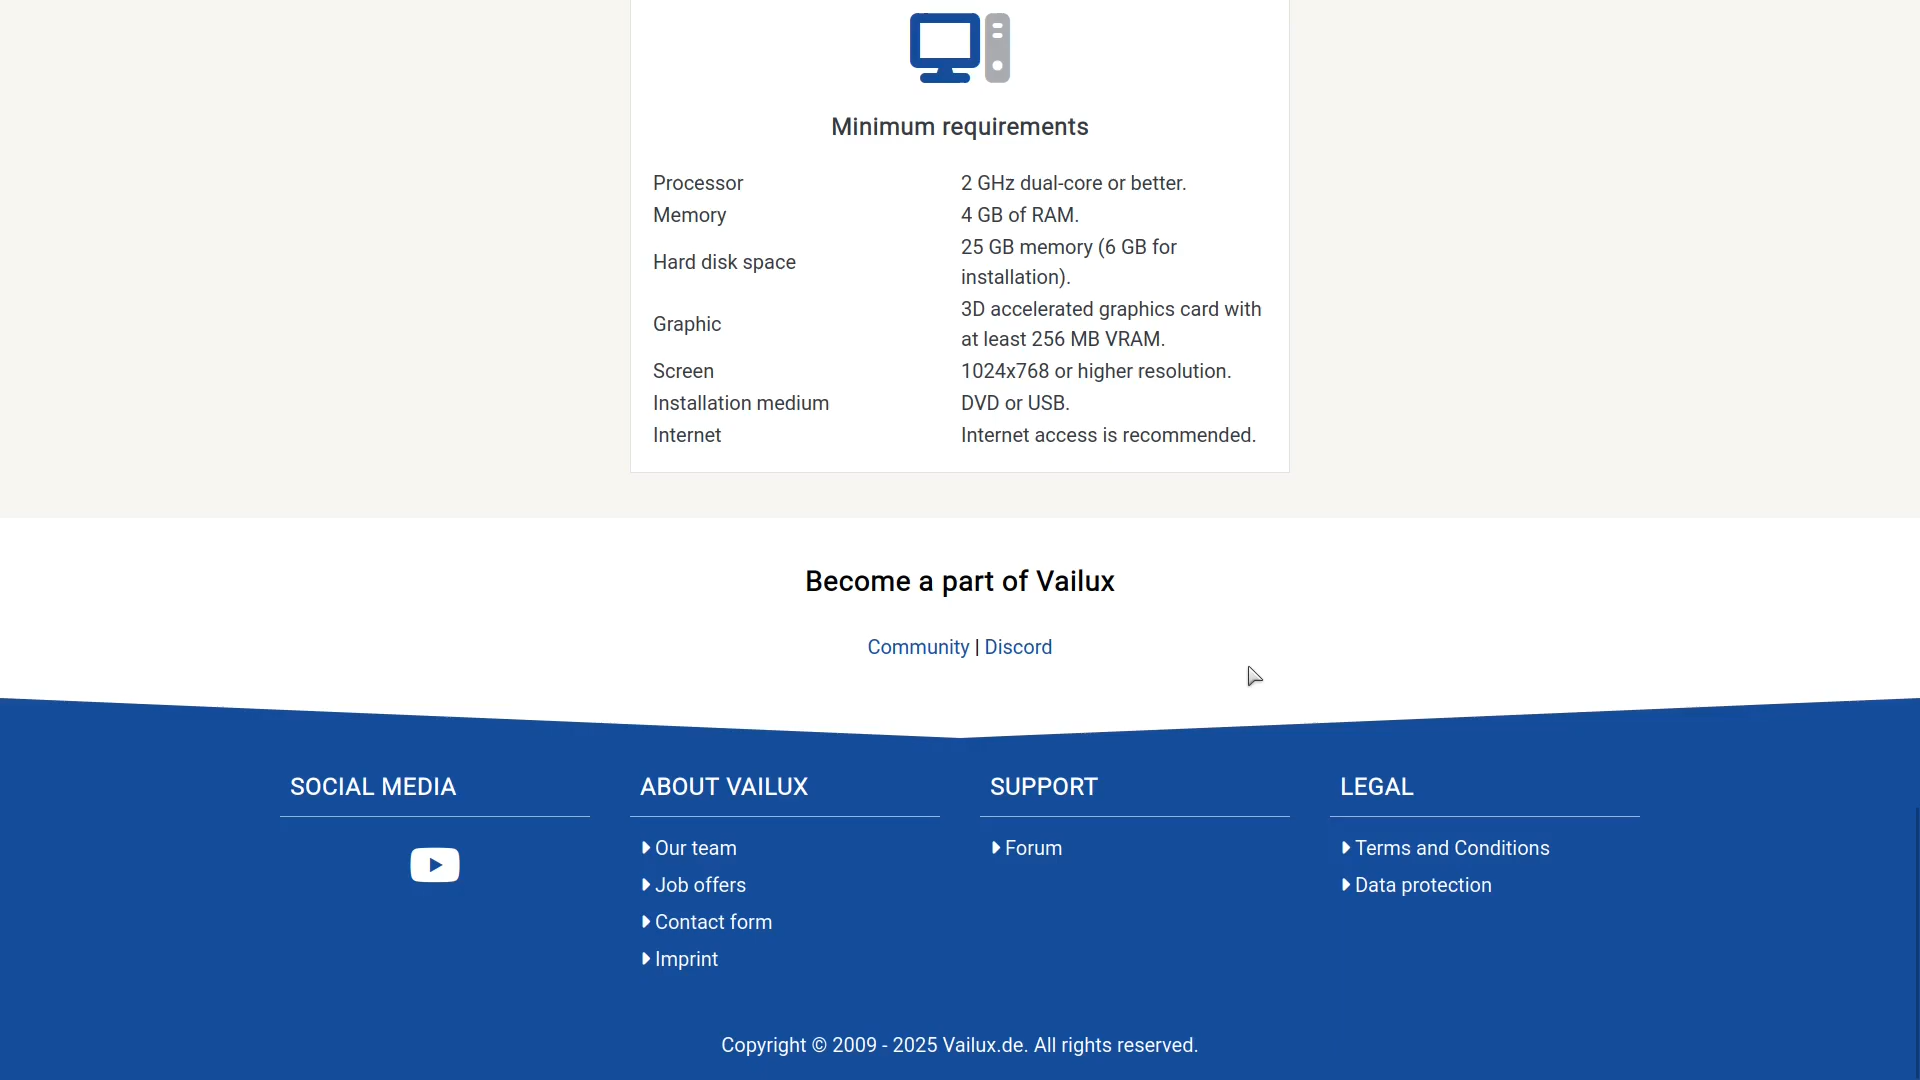 Minimum requirements
Processor 2 GHz dual-core or better.
Memory 4 GB of RAM.
Hard disk space 25 GB memory (6 GB for
installation).
Graphic 3D accelerated graphics card with
at least 256 MB VRAM.
Screen 1024x768 or higher resolution.
Installation medium DVD or USB.
Internet Internet access is recommended.
Become a part of Vailux
Community | Discord
SOCIAL MEDIA
ABOUT VAILUX
Our team
Job offers
Contact form
Imprint
SUPPORT
Forum
LEGAL
Terms and Conditions
Data protection
Copyright © 2009 - 2025 Vailux.de. All rights reserved.